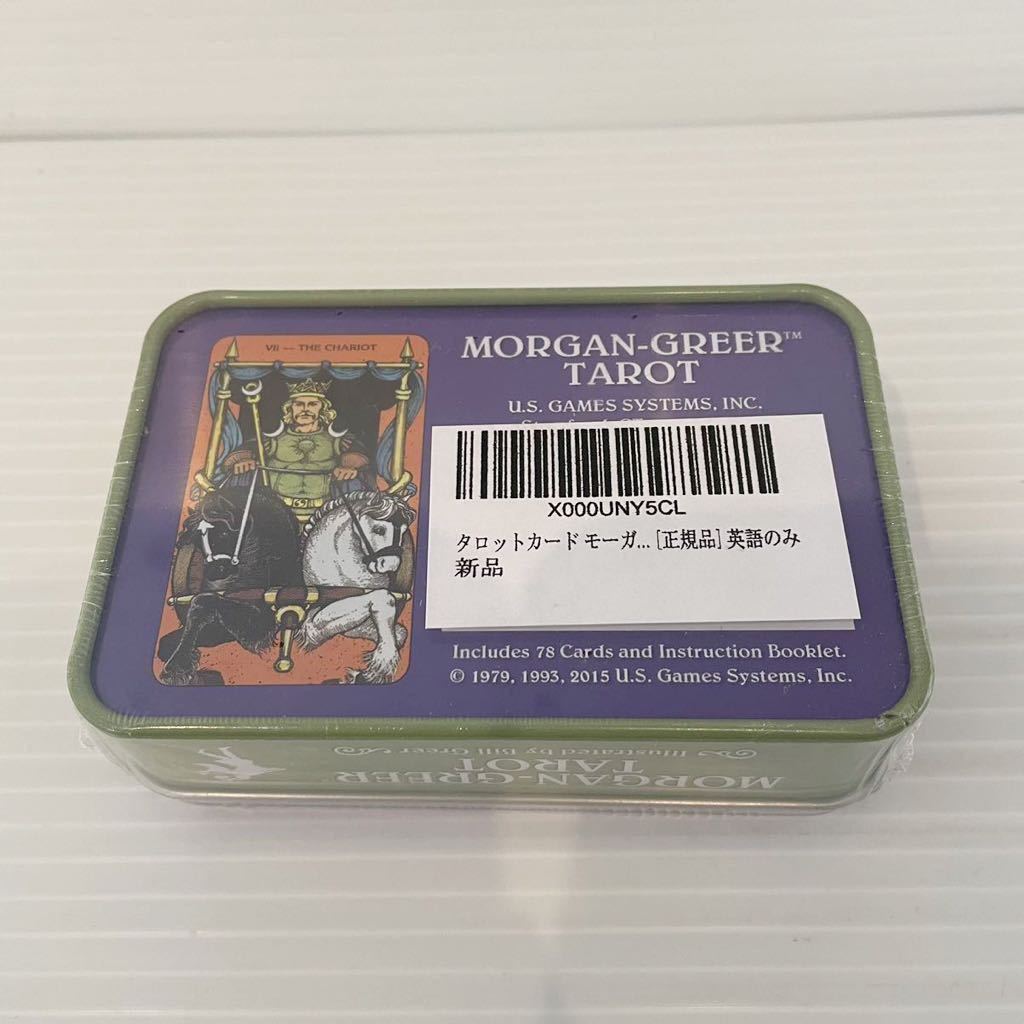 VII — THE CHARIOT
MORGAN-GREER™
TAROT
U.S. GAMES SYSTEMS, INC.
X000UNY5CL
タロットカード モーガ... [正規品] 英語のみ
新品
Includes 78 Cards and Instruction Booklet.
© 1979, 1993, 2015 U.S. Games Systems, Inc.
MORGAN-GREER
TAROT
Illustrated by Bill Greer